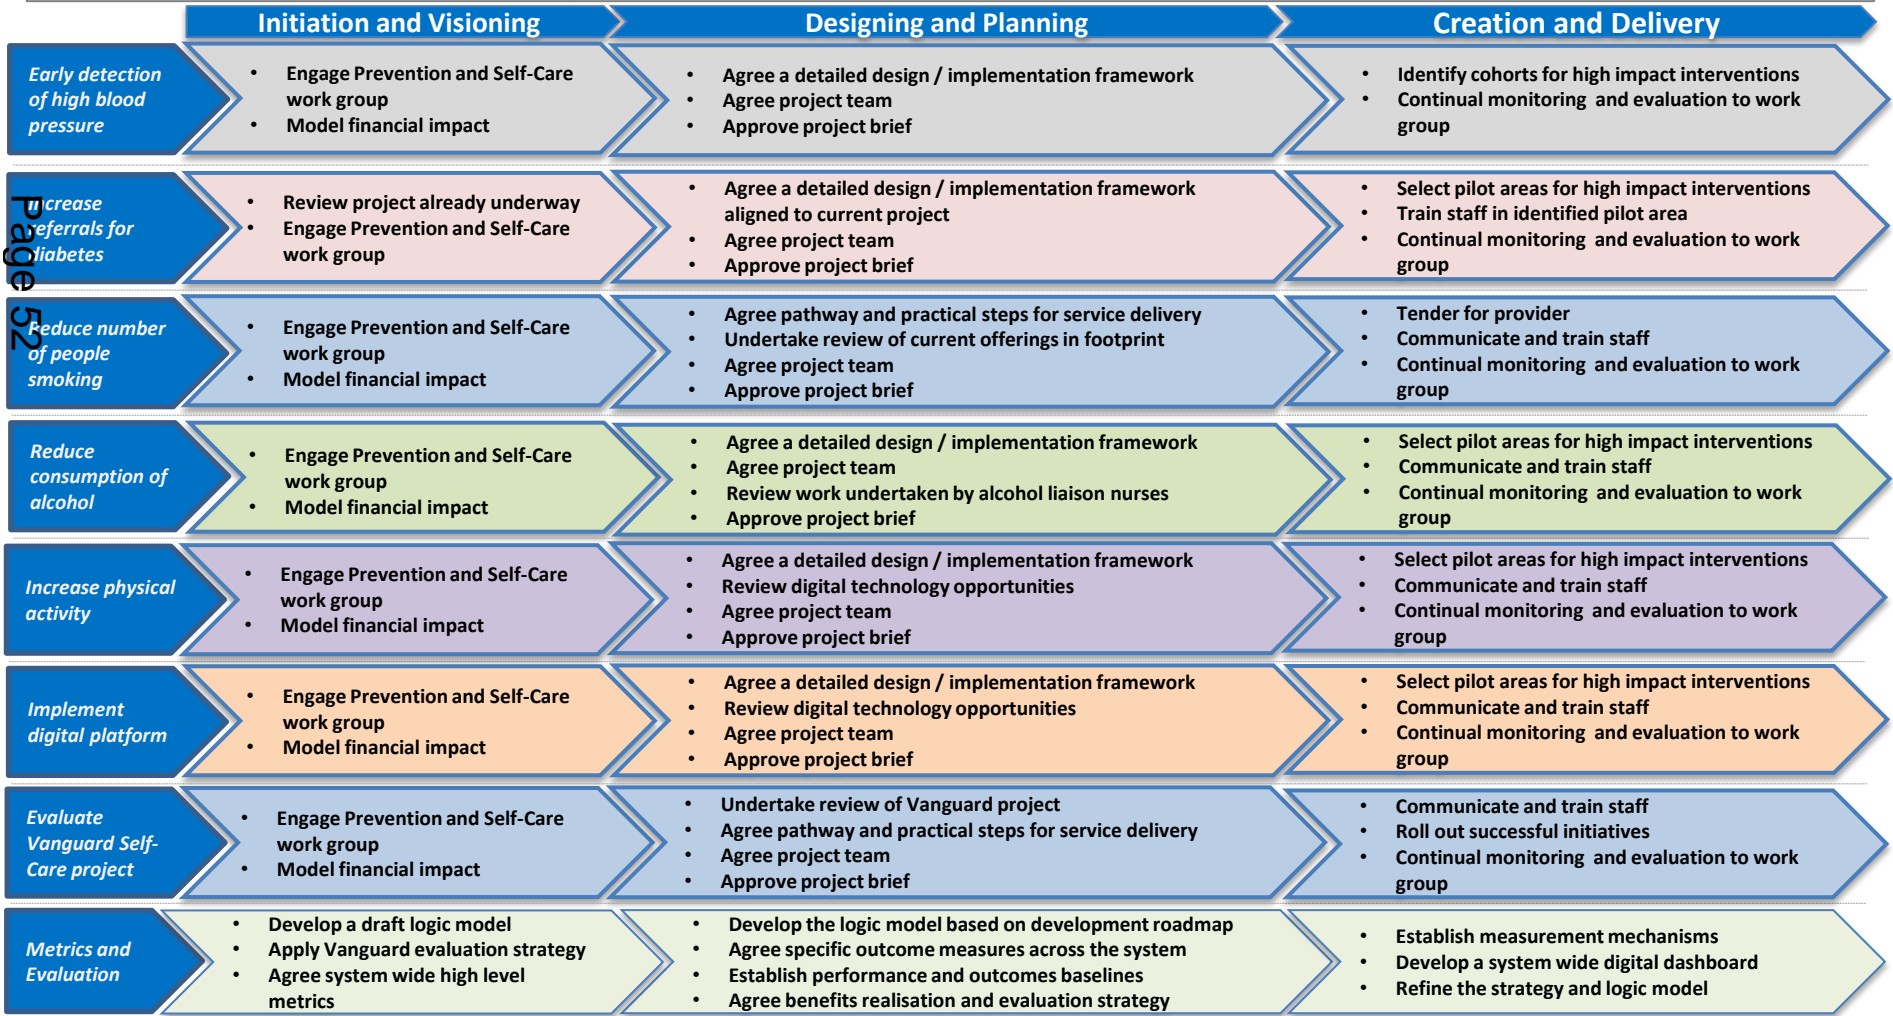 Initiation and Visioning
Designing and Planning
Creation and Delivery
Early detection
of high blood
pressure
• Engage Prevention and Self-Care
work group
• Model financial impact
• Agree a detailed design / implementation framework
• Agree project team
• Approve project brief
• Identify cohorts for high impact interventions
• Continual monitoring and evaluation to work
group
Increase
referrals for
diabetes
• Review project already underway
• Engage Prevention and Self-Care
work group
• Agree a detailed design / implementation framework
aligned to current project
• Agree project team
• Approve project brief
• Select pilot areas for high impact interventions
• Train staff in identified pilot area
• Continual monitoring and evaluation to work
group
Page 52
Reduce number
of people
smoking
• Engage Prevention and Self-Care
work group
• Model financial impact
• Agree pathway and practical steps for service delivery
• Undertake review of current offerings in footprint
• Agree project team
• Approve project brief
• Tender for provider
• Communicate and train staff
• Continual monitoring and evaluation to work
group
Reduce
consumption of
alcohol
• Engage Prevention and Self-Care
work group
• Model financial impact
• Agree a detailed design / implementation framework
• Agree project team
• Review work undertaken by alcohol liaison nurses
• Approve project brief
• Select pilot areas for high impact interventions
• Communicate and train staff
• Continual monitoring and evaluation to work
group
Increase physical
activity
• Engage Prevention and Self-Care
work group
• Model financial impact
• Agree a detailed design / implementation framework
• Review digital technology opportunities
• Agree project team
• Approve project brief
• Select pilot areas for high impact interventions
• Communicate and train staff
• Continual monitoring and evaluation to work
group
Implement
digital platform
• Engage Prevention and Self-Care
work group
• Model financial impact
• Agree a detailed design / implementation framework
• Review digital technology opportunities
• Agree project team
• Approve project brief
• Select pilot areas for high impact interventions
• Communicate and train staff
• Continual monitoring and evaluation to work
group
Evaluate
Vanguard Self-
Care project
• Engage Prevention and Self-Care
work group
• Model financial impact
• Undertake review of Vanguard project
• Agree pathway and practical steps for service delivery
• Agree project team
• Approve project brief
• Communicate and train staff
• Roll out successful initiatives
• Continual monitoring and evaluation to work
group
Metrics and
Evaluation
• Develop a draft logic model
• Apply Vanguard evaluation strategy
• Agree system wide high level
metrics
• Develop the logic model based on development roadmap
• Agree specific outcome measures across the system
• Establish performance and outcomes baselines
• Agree benefits realisation and evaluation strategy
• Establish measurement mechanisms
• Develop a system wide digital dashboard
• Refine the strategy and logic model